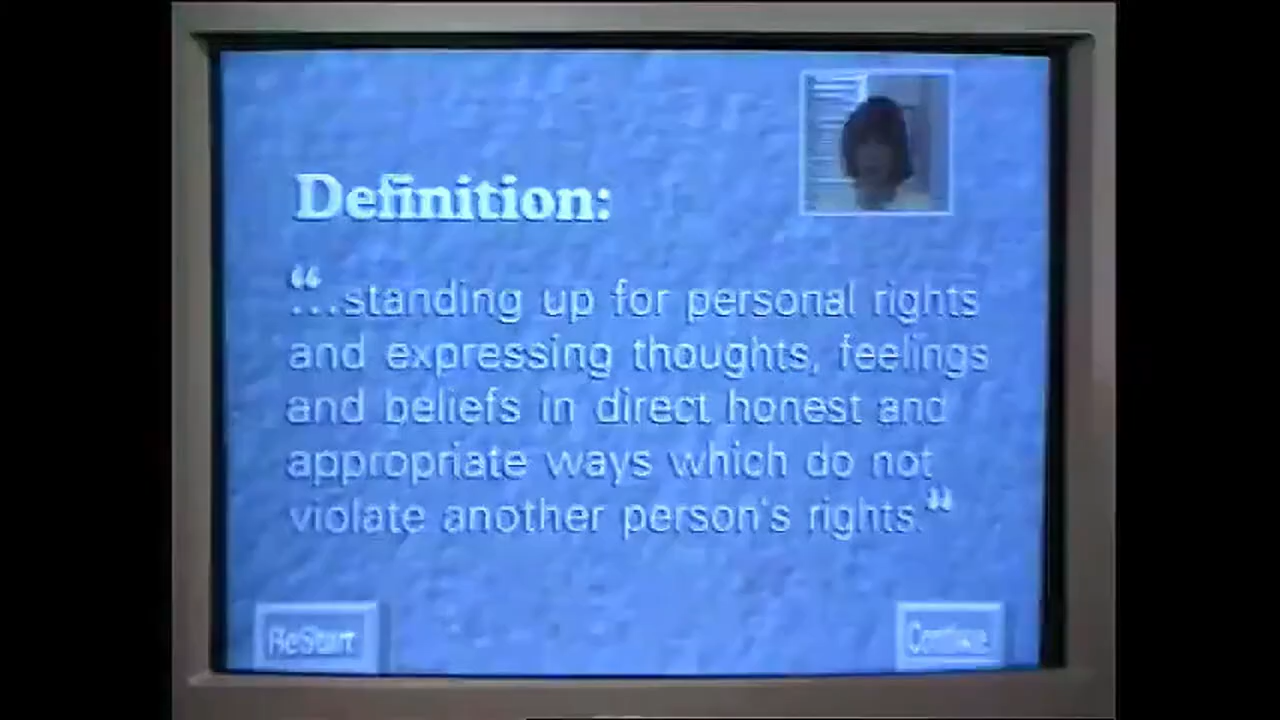 Definition:
“...standing up for personal rights
and expressing thoughts, feelings
and beliefs in direct honest and
appropriate ways which do not
violate another person's rights.”
ReStart
Continue